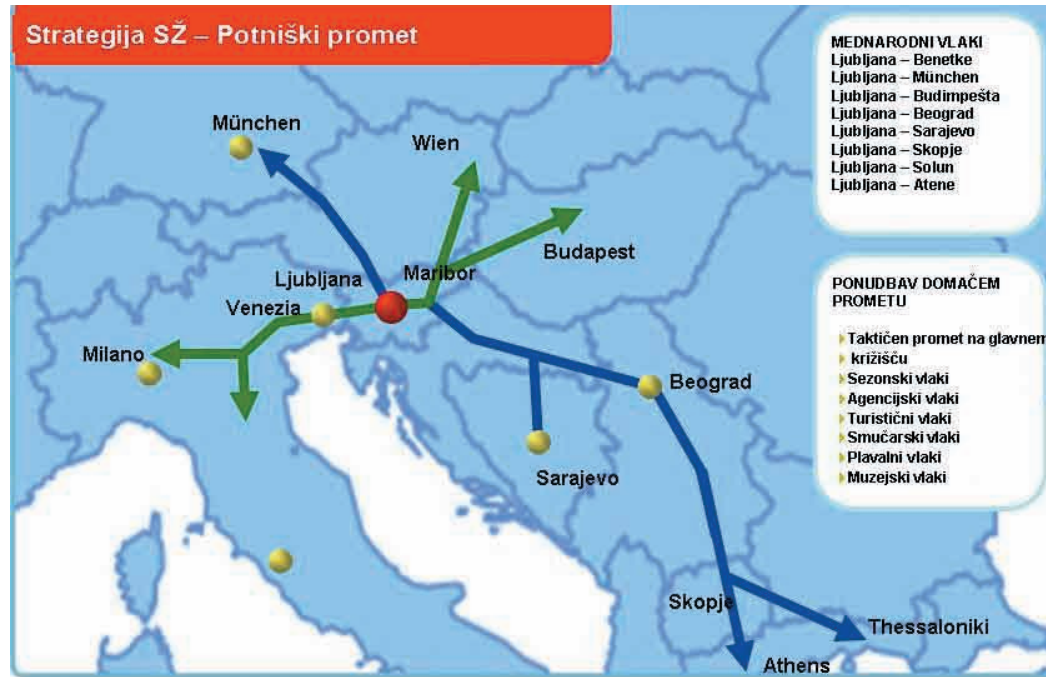 Strategija SŽ – Potniški promet
MEDNARODNI VLAKI
Ljubljana – Benetke
Ljubljana – München
Ljubljana – Budimpešta
Ljubljana – Beograd
Ljubljana – Sarajevo
Ljubljana – Skopje
Ljubljana – Solun
Ljubljana – Atene
München
Wien
Budapest
Ljubljana
Maribor
Venezia
Milano
Beograd
Sarajevo
Skopje
Thessaloniki
Athens
PONUDBAV DOMAČEM
PROMETU
Taktičen promet na glavnem
križišču
Sezonski vlaki
Agencijski vlaki
Turistični vlaki
Smučarski vlaki
Plavalni vlaki
Muzejski vlaki